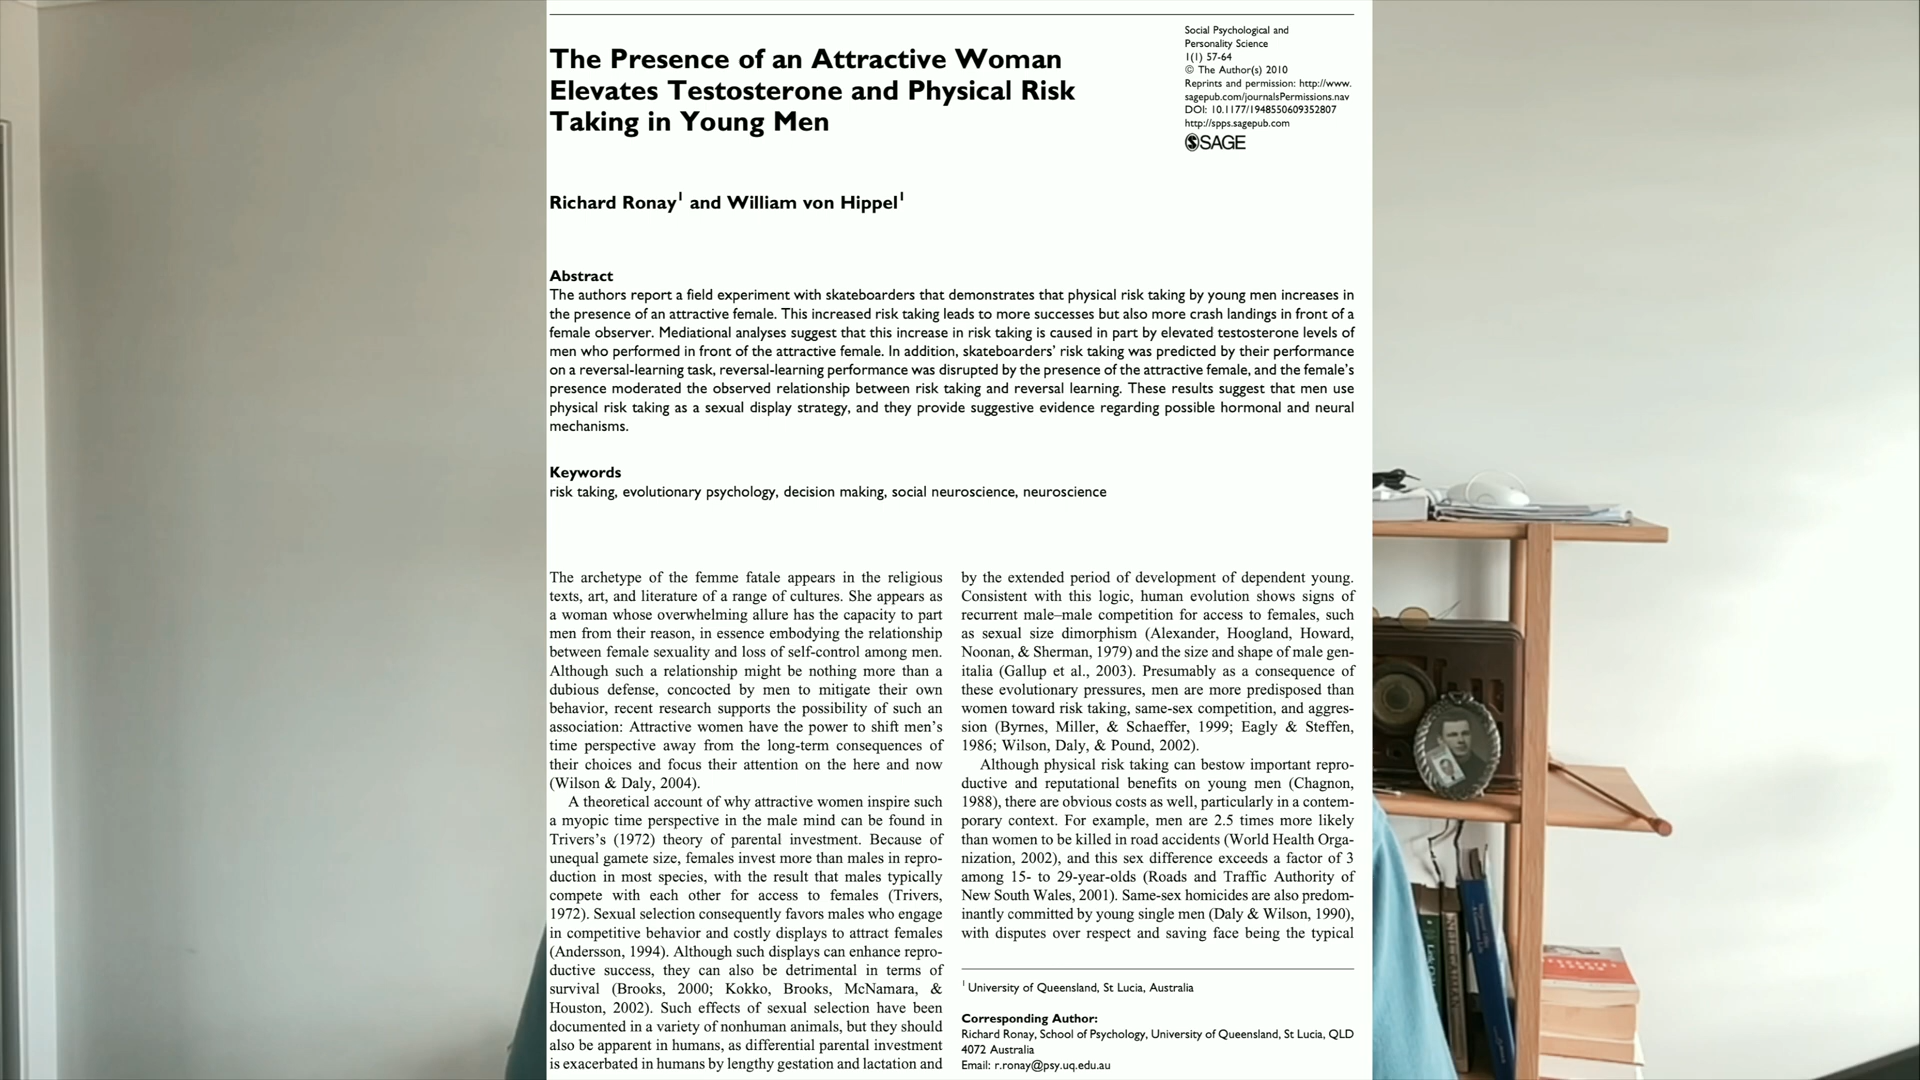 The Presence of an Attractive Woman
Elevates Testosterone and Physical Risk
Taking in Young Men
Social Psychological and
Personality Science
1(1) 57-64
© The Author(s) 2010
Reprints and permission: http://www.
sagepub.com/journalsPermissions.nav
DOI: 10.1177/1948550609352807
http://spps.sagepub.com
SAGE
Richard Ronay1 and William von Hippel1
Abstract
The authors report a field experiment with skateboarders that demonstrates that physical risk taking by young men increases in
the presence of an attractive female. This increased risk taking leads to more successes but also more crash landings in front of a
female observer. Mediational analyses suggest that this increase in risk taking is caused in part by elevated testosterone levels of
men who performed in front of the attractive female. In addition, skateboarders' risk taking was predicted by their performance
on a reversal-learning task, reversal-learning performance was disrupted by the presence of the attractive female, and the female's
presence moderated the observed relationship between risk taking and reversal learning. These results suggest that men use
physical risk taking as a sexual display strategy, and they provide suggestive evidence regarding possible hormonal and neural
mechanisms.
Keywords
risk taking, evolutionary psychology, decision making, social neuroscience, neuroscience
The archetype of the femme fatale appears in the religious
texts, art, and literature of a range of cultures. She appears as
a woman whose overwhelming allure has the capacity to part
men from their reason, in essence embodying the relationship
between female sexuality and loss of self-control among men.
Although such a relationship might be nothing more than a
dubious defense, concocted by men to mitigate their own
behavior, recent research supports the possibility of such an
association: Attractive women have the power to shift men's
time perspective away from the long-term consequences of
their choices and focus their attention on the here and now
(Wilson & Daly, 2004).
A theoretical account of why attractive women inspire such
a myopic time perspective in the male mind can be found in
Trivers's (1972) theory of parental investment. Because of
unequal gamete size, females invest more than males in repro-
duction in most species, with the result that males typically
compete with each other for access to females (Trivers,
1972). Sexual selection consequently favors males who engage
in competitive behavior and costly displays to attract females
(Andersson, 1994). Although such displays can enhance repro-
ductive success, they can also be detrimental in terms of
survival (Brooks, 2000; Kokko, Brooks, McNamara, &
Houston, 2002). Such effects of sexual selection have been
documented in a variety of nonhuman animals, but they should
also be apparent in humans, as differential parental investment
is exacerbated in humans by lengthy gestation and lactation and
by the extended period of development of dependent young.
Consistent with this logic, human evolution shows signs of
recurrent male–male competition for access to females, such
as sexual size dimorphism (Alexander, Hoogland, Howard,
Noonan, & Sherman, 1979) and the size and shape of male gen-
italia (Gallup et al., 2003). Presumably as a consequence of
these evolutionary pressures, men are more predisposed than
women toward risk taking, same-sex competition, and aggres-
sion (Byrnes, Miller, & Schaeffer, 1999; Eagly & Steffen,
1986; Wilson, Daly, & Pound, 2002).
Although physical risk taking can bestow important repro-
ductive and reputational benefits on young men (Chagnon,
1988), there are obvious costs as well, particularly in a contem-
porary context. For example, men are 2.5 times more likely
than women to be killed in road accidents (World Health Orga-
nization, 2002), and this sex difference exceeds a factor of 3
among 15- to 29-year-olds (Roads and Traffic Authority of
New South Wales, 2001). Same-sex homicides are also predom-
inantly committed by young single men (Daly & Wilson, 1990),
with disputes over respect and saving face being the typical
1 University of Queensland, St Lucia, Australia
Corresponding Author:
Richard Ronay, School of Psychology, University of Queensland, St Lucia, QLD
4072 Australia
Email: r.ronay@psy.uq.edu.au